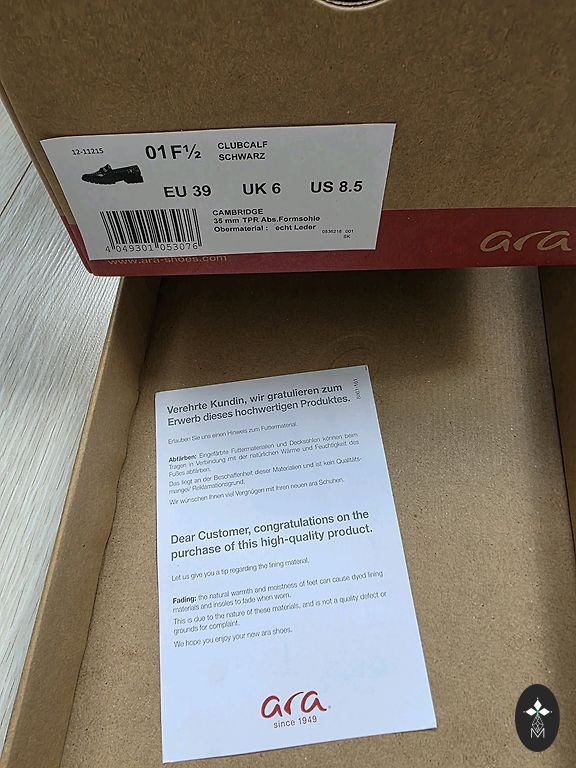 12-11215
01 F½
CLUBCALF
SCHWARZ
EU 39 UK 6 US 8.5
CAMBRIDGE
35 mm TPR Abs.Formsohle
Obermaterial : echt Leder
0536218 001
SK
4 049301 053076
www.ara-shoes.com
ara
Verehrte Kundin, wir gratulieren zum
Erwerb dieses hochwertigen Produktes.
Erlauben Sie uns einen Hinweis zum Futtermaterial.
Abfärben: Eingefärbte Futtermaterialien und Decksohlen können beim
Tragen in Verbindung mit der natürlichen Wärme und Feuchtigkeit des
Fußes abfärben.
Das liegt an der Beschaffenheit dieser Materialien und ist kein Qualitäts-
mangel/ Reklamationsgrund.
Wir wünschen Ihnen viel Vergnügen mit Ihren neuen ara Schuhen.
Dear Customer, congratulations on the
purchase of this high-quality product.
Let us give you a tip regarding the lining material.
Fading: the natural warmth and moistness of feet can cause dyed lining
materials and insoles to fade when worn.
This is due to the nature of these materials, and is not a quality defect or
grounds for complaint.
We hope you enjoy your new ara shoes.
ara
since 1949
M